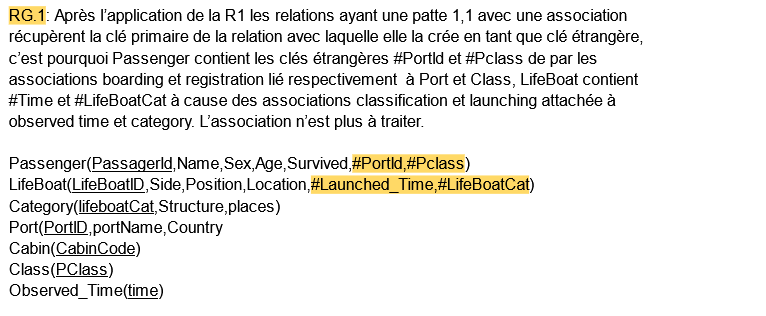 RG.1: Après l’application de la R1 les relations ayant une patte 1,1 avec une association
récupèrent la clé primaire de la relation avec laquelle elle la crée en tant que clé étrangère,
c’est pourquoi Passenger contient les clés étrangères #PortId et #Pclass de par les
associations boarding et registration lié respectivement à Port et Class, LifeBoat contient
#Time et #LifeBoatCat à cause des associations classification et launching attachée à
observed time et category. L’association n’est plus à traiter.
Passenger(PassagerId,Name,Sex,Age,Survived,#PortId,#Pclass)
LifeBoat(LifeBoatID,Side,Position,Location,#Launched_Time,#LifeBoatCat)
Category(lifeboatCat,Structure,places)
Port(PortID,portName,Country
Cabin(CabinCode)
Class(PClass)
Observed_Time(time)